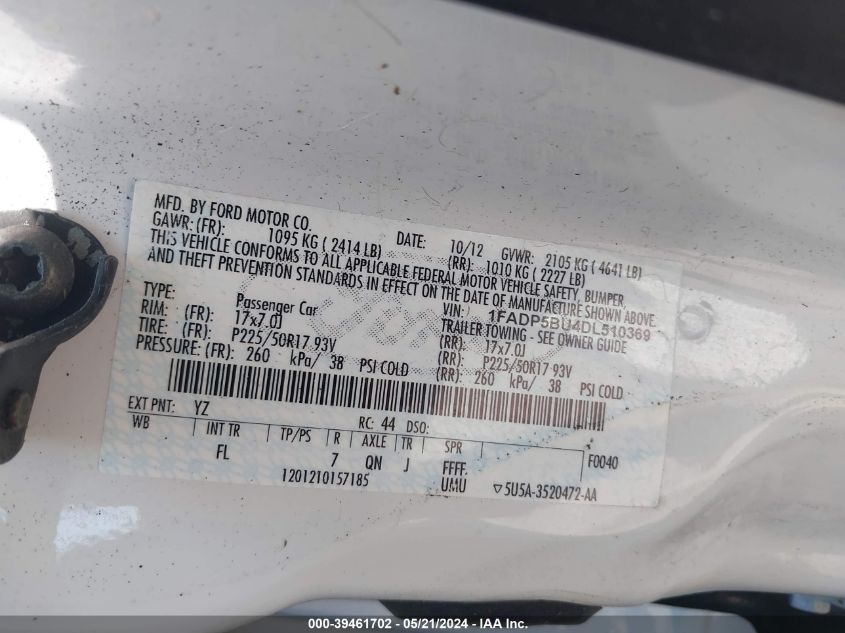 MFD. BY FORD MOTOR CO.
DATE: 10/12 GVWR: 2105 KG ( 4641 LB)
GAWR: (FR): 1095 KG ( 2414 LB) (RR): 1010 KG ( 2227 LB)
THIS VEHICLE CONFORMS TO ALL APPLICABLE FEDERAL MOTOR VEHICLE SAFETY, BUMPER
AND THEFT PREVENTION STANDARDS IN EFFECT ON THE DATE OF MANUFACTURE SHOWN ABOVE.
VIN: 1FADP5BU4DL510369
TYPE: Passenger Car TRAILER TOWING - SEE OWNER GUIDE
RIM: (FR): 17x7.0J (RR): 17x7.0J
TIRE: (FR): P225/50R17 93V (RR): P225/50R17 93V
PRESSURE: (FR): 260 kPa/ 38 PSI COLD (RR): 260 kPa/ 38 PSI COLD
EXT PNT: YZ RC: 44 DSO:
WB INT TR TP/PS R AXLE TR SPR F0040
FL 7 QN J FFFF.
1201210157185 UMU ▽5U5A-3520472-AA
000-39461702 - 05/21/2024 - IAA Inc.